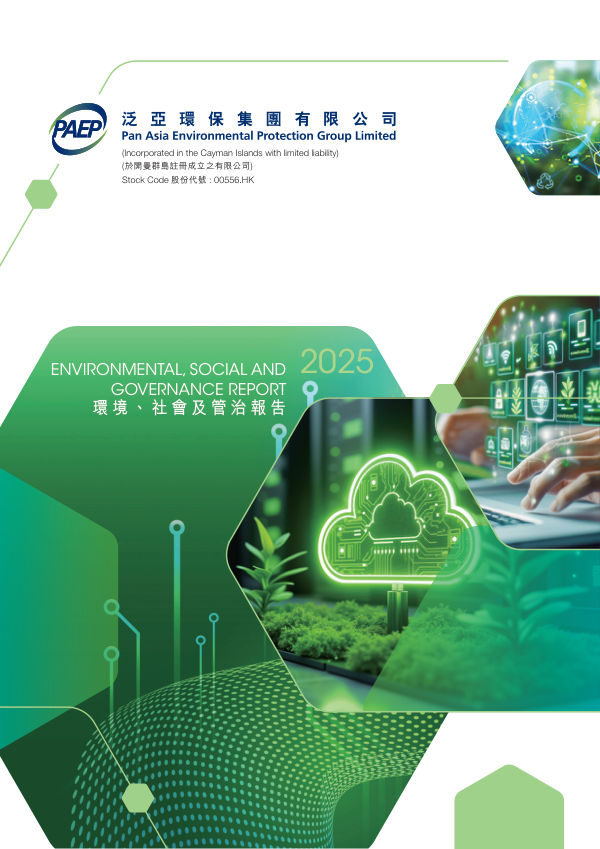 PAEP
泛亞環保集團有限公司
Pan Asia Environmental Protection Group Limited
(Incorporated in the Cayman Islands with limited liability)
(於開曼群島註冊成立之有限公司)
Stock Code 股份代號 : 00556.HK
ENVIRONMENTAL, SOCIAL AND
2025
GOVERNANCE REPORT
環境、社會及管治報告